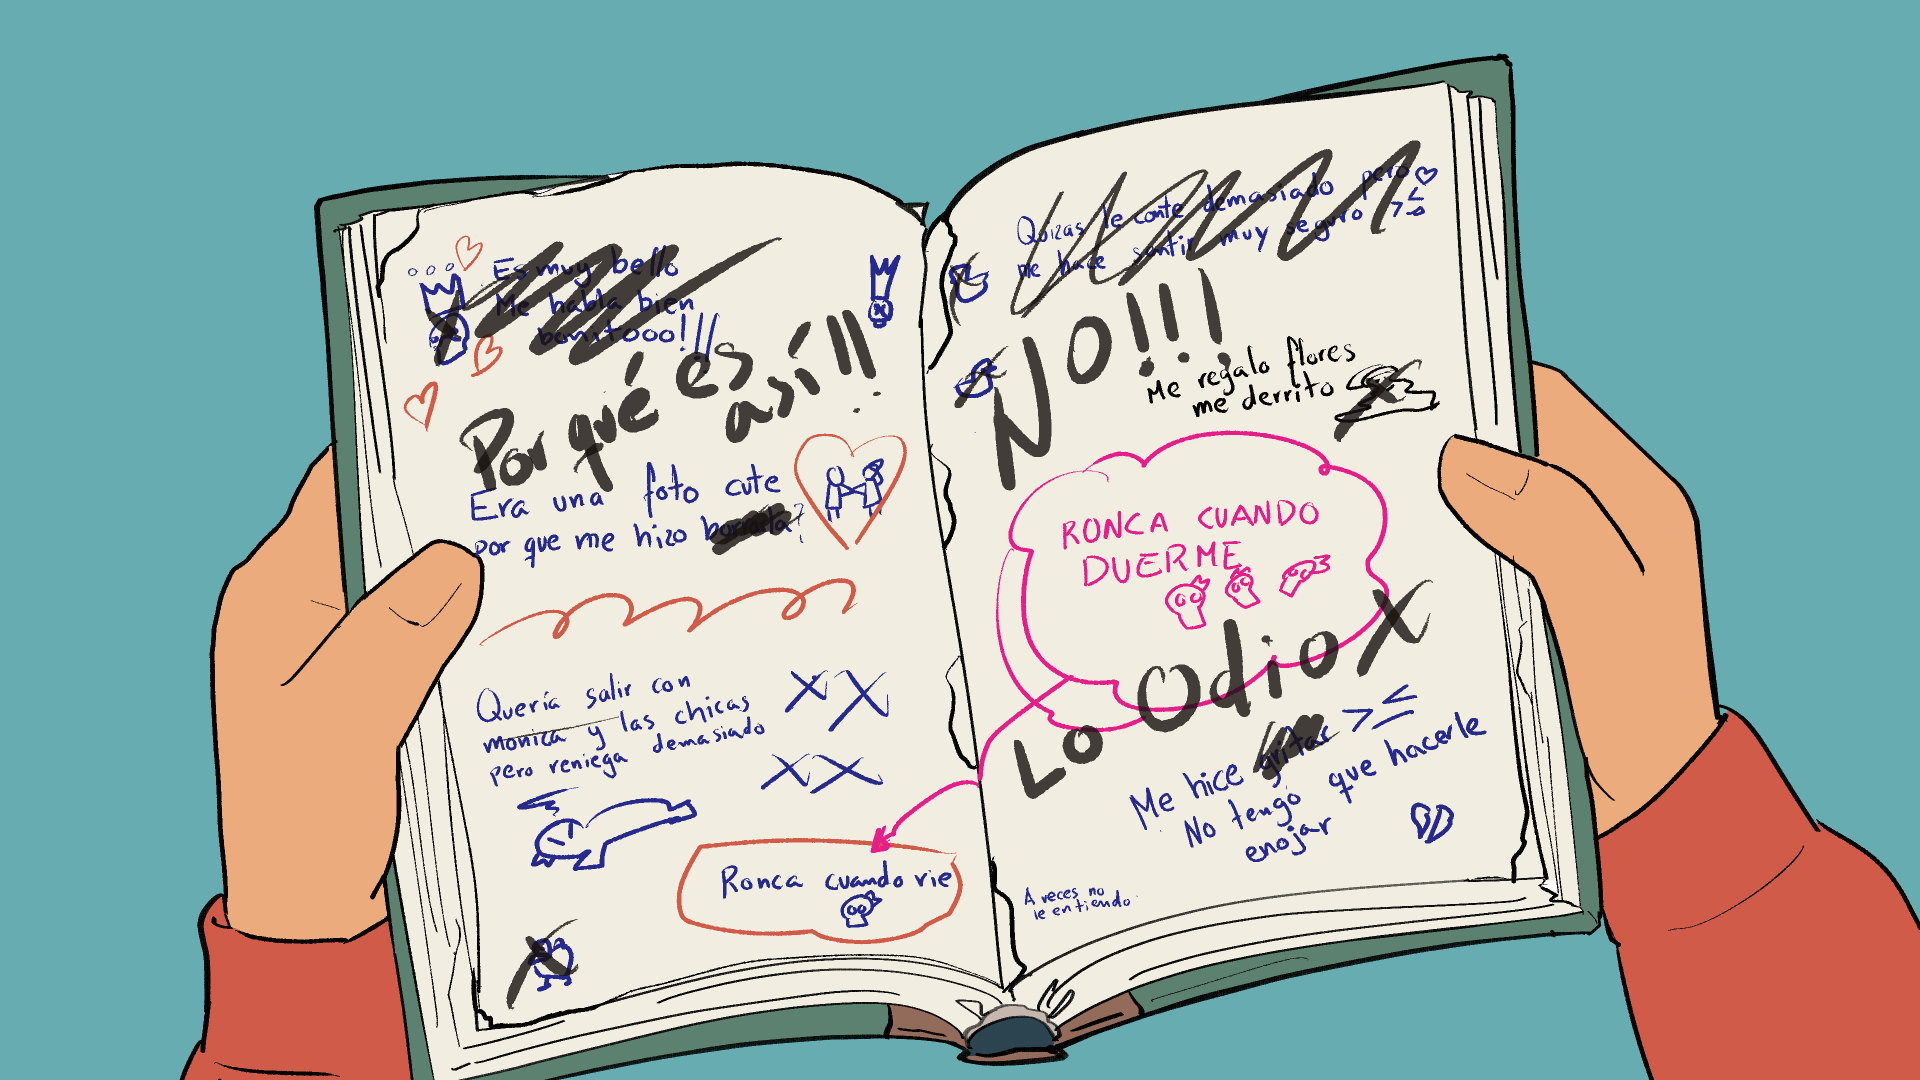 Es muy bello
Me habla bien
bonitooo!!!
Por qué es
así!!
Era una foto cute
por que me hizo borrarla?
Quería salir con
monica y las chicas
pero reniega demasiado
Ronca cuando rie
Quizas le conte demasiado pero
me hace sentir muy seguro
NO!!!
Me regalo flores
me derrito
RONCA CUANDO
DUERME
Lo Odio X
Me hice gritar
No tengo que hacerle
enojar
A veces no
le entiendo